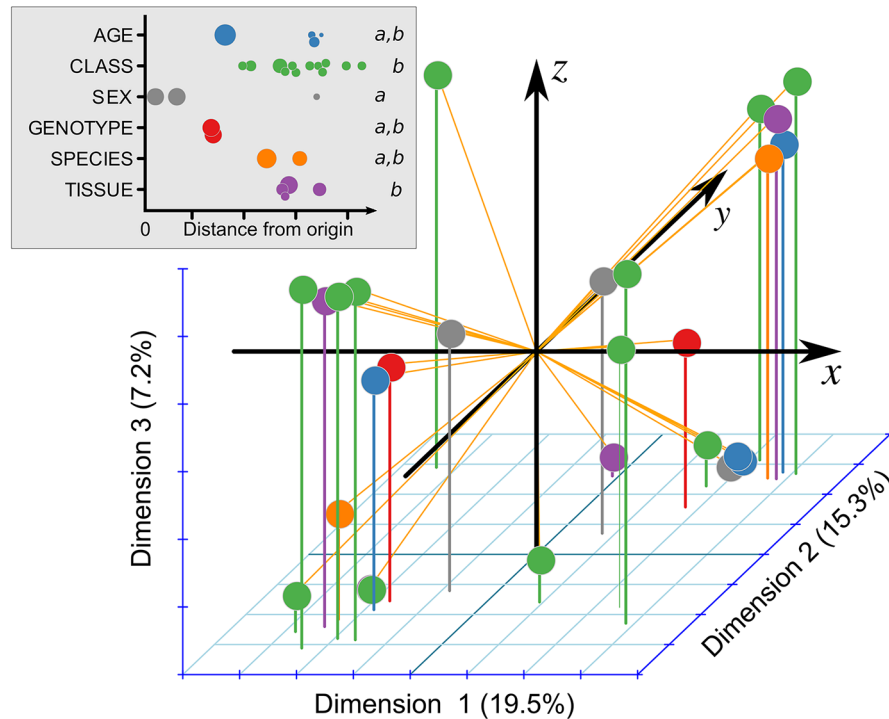 AGE a,b
CLASS b
SEX a
GENOTYPE a,b
SPECIES a,b
TISSUE b
0 Distance from origin
z
y
x
Dimension 3 (7.2%)
Dimension 2 (15.3%)
Dimension 1 (19.5%)